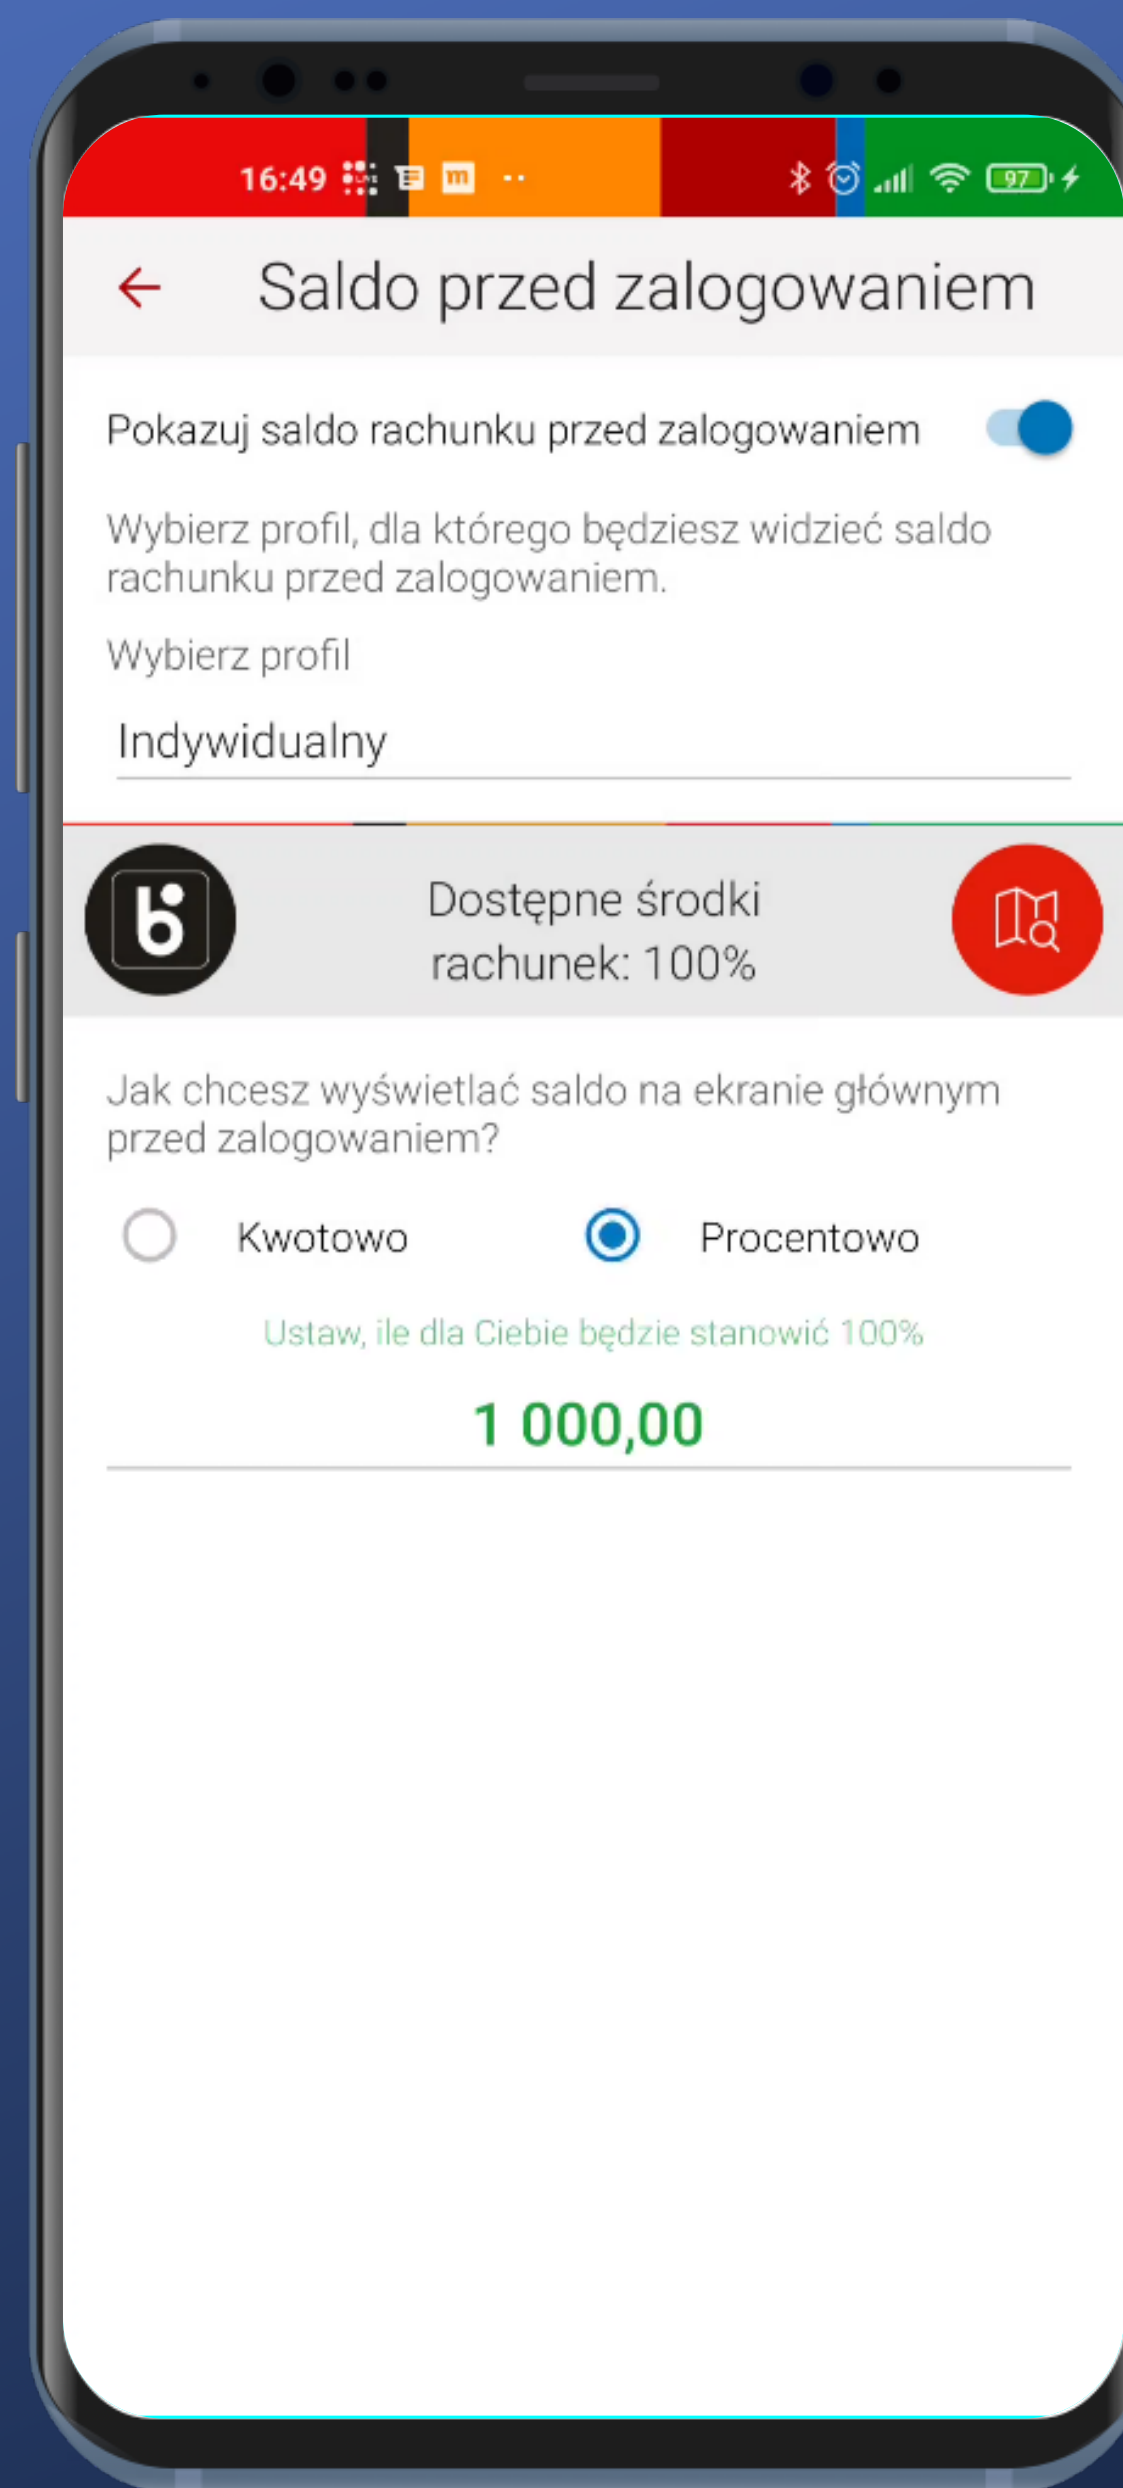 16:49
97
Saldo przed zalogowaniem
Pokazuj saldo rachunku przed zalogowaniem
Wybierz profil, dla którego będziesz widzieć saldo
rachunku przed zalogowaniem.
Wybierz profil
Indywidualny
Dostępne środki
rachunek: 100%
Jak chcesz wyświetlać saldo na ekranie głównym
przed zalogowaniem?
Kwotowo
Procentowo
Ustaw, ile dla Ciebie będzie stanowić 100%
1 000,00